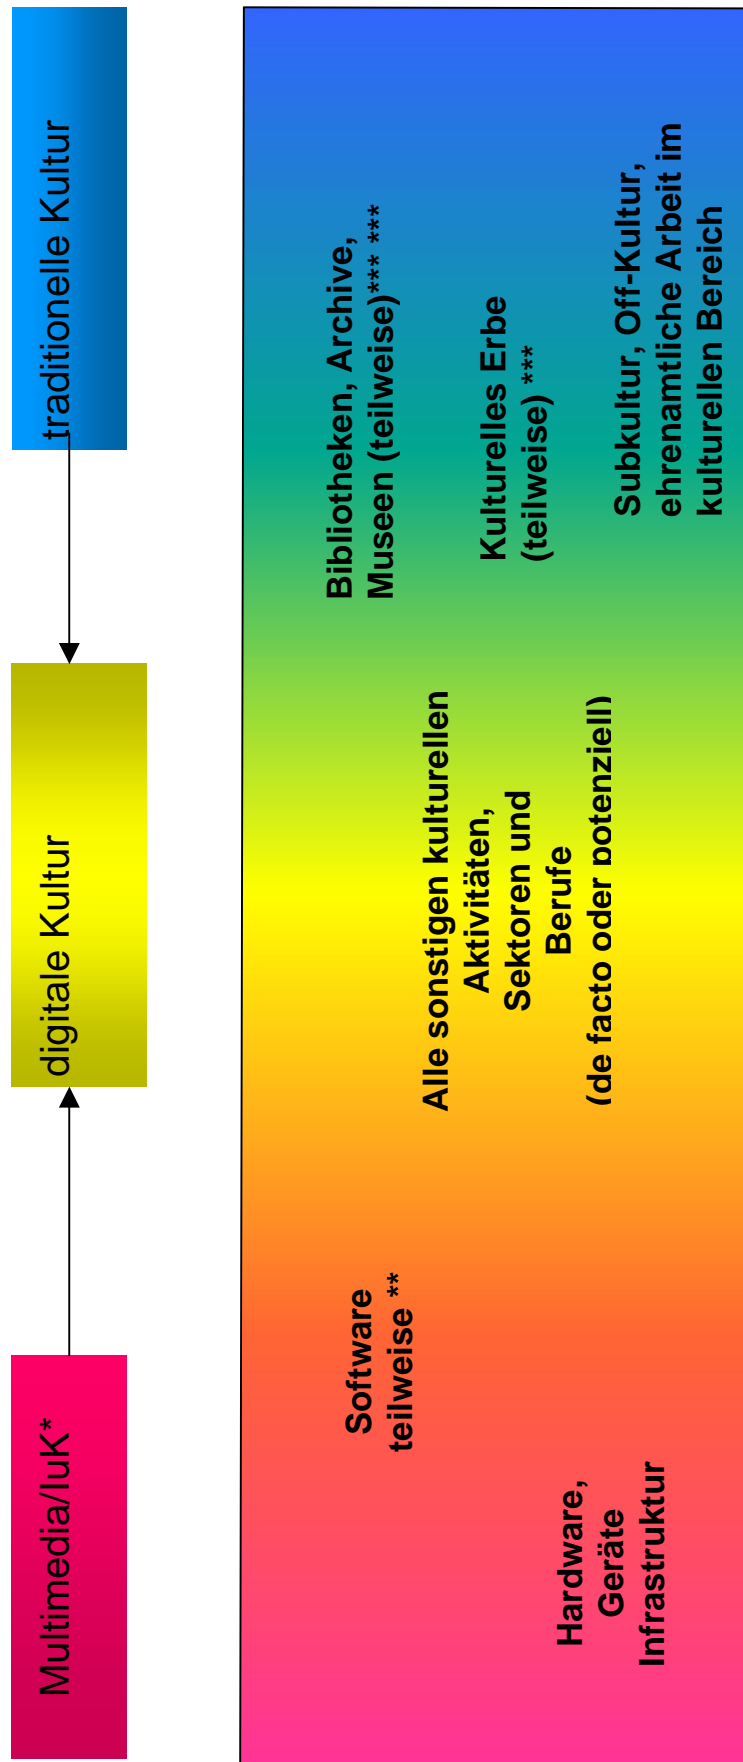 Multimedia/IuK*
digitale Kultur
traditionelle Kultur
Software
teilweise **
Hardware,
Geräte
Infrastruktur
Alle sonstigen kulturellen
Aktivitäten,
Sektoren und
Berufe
(de facto oder potenziell)
Bibliotheken, Archive,
Museen (teilweise)*** ***
Kulturelles Erbe
(teilweise) ***
Subkultur, Off-Kultur,
ehrenamtliche Arbeit im
kulturellen Bereich